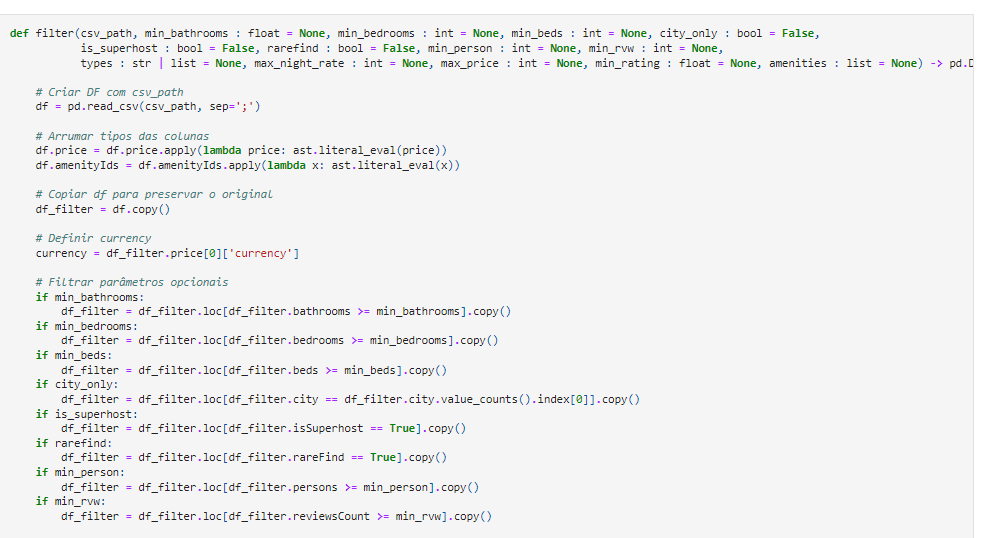 def filter(csv_path, min_bathrooms : float = None, min_bedrooms : int = None, min_beds : int = None, city_only : bool = False,
is_superhost : bool = False, rarefind : bool = False, min_person : int = None, min_rvw : int = None,
types : str | list = None, max_night_rate : int = None, max_price : int = None, min_rating : float = None, amenities : list = None) -> pd.D
# Criar DF com csv_path
df = pd.read_csv(csv_path, sep=';')
# Arrumar tipos das colunas
df.price = df.price.apply(lambda price: ast.literal_eval(price))
df.amenityIds = df.amenityIds.apply(lambda x: ast.literal_eval(x))
# Copiar df para preservar o original
df_filter = df.copy()
# Definir currency
currency = df_filter.price[0]['currency']
# Filtrar parâmetros opcionais
if min_bathrooms:
df_filter = df_filter.loc[df_filter.bathrooms >= min_bathrooms].copy()
if min_bedrooms:
df_filter = df_filter.loc[df_filter.bedrooms >= min_bedrooms].copy()
if min_beds:
df_filter = df_filter.loc[df_filter.beds >= min_beds].copy()
if city_only:
df_filter = df_filter.loc[df_filter.city == df_filter.city.value_counts().index[0]].copy()
if is_superhost:
df_filter = df_filter.loc[df_filter.isSuperhost == True].copy()
if rarefind:
df_filter = df_filter.loc[df_filter.rareFind == True].copy()
if min_person:
df_filter = df_filter.loc[df_filter.persons >= min_person].copy()
if min_rvw:
df_filter = df_filter.loc[df_filter.reviewsCount >= min_rvw].copy()